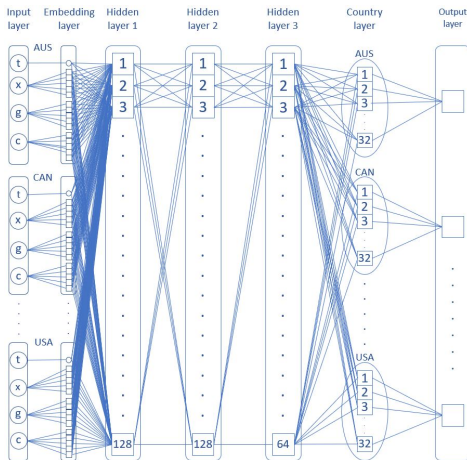 Input Embedding Hidden Hidden Hidden Country Output
layer layer layer 1 layer 2 layer 3 layer layer
AUS AUS
t 1 1 1 1
x 2 2 2 2
g 3 3 3 3
c 32
CAN CAN
t 1
x 2
g 3
c 32
USA USA
t 1
x 2
g 3
c 128 128 64 32